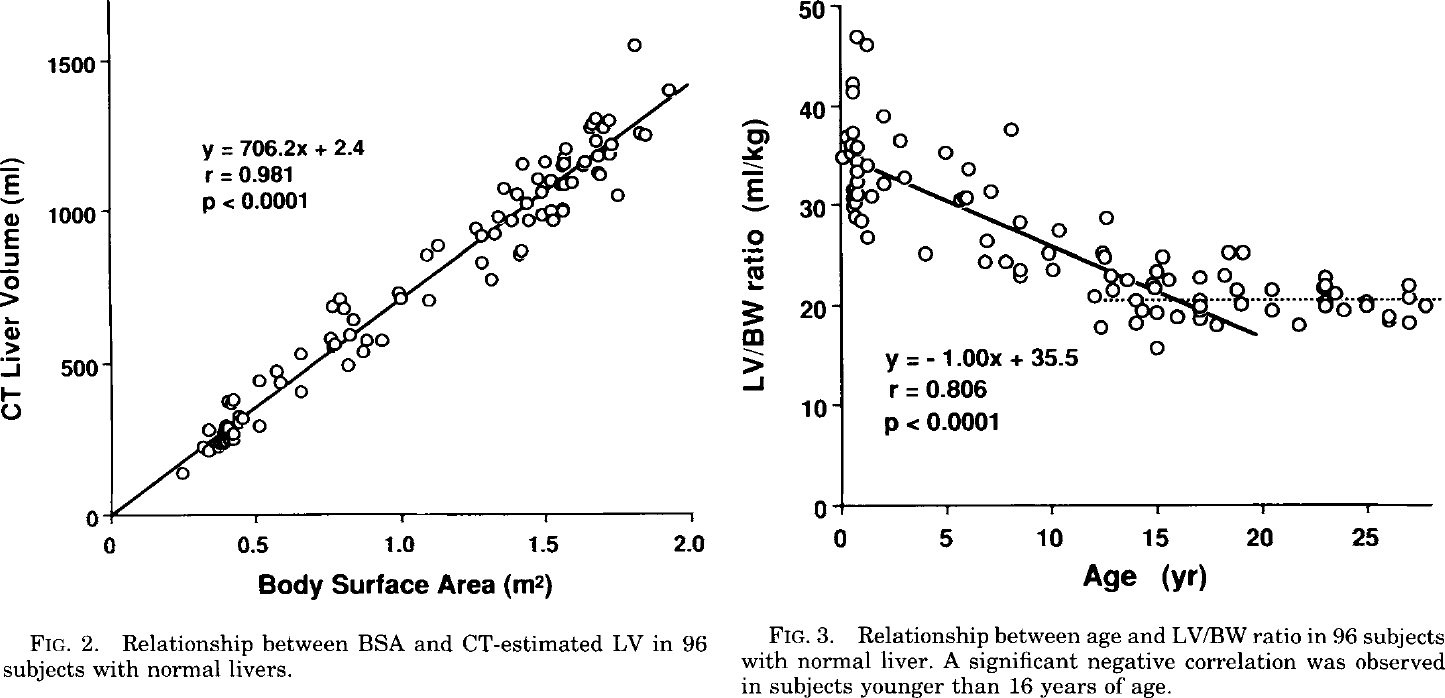 1500
1000
500
0
0
0.5
1.0
1.5
2.0
CT Liver Volume (ml)
y = 706.2x + 2.4
r = 0.981
p < 0.0001
Body Surface Area (m²)
FIG. 2. Relationship between BSA and CT-estimated LV in 96
subjects with normal livers.
50
40
30
20
10
0
0
5
10
15
20
25
LV/BW ratio (ml/kg)
y = - 1.00x + 35.5
r = 0.806
p < 0.0001
Age (yr)
FIG. 3. Relationship between age and LV/BW ratio in 96 subjects
with normal liver. A significant negative correlation was observed
in subjects younger than 16 years of age.